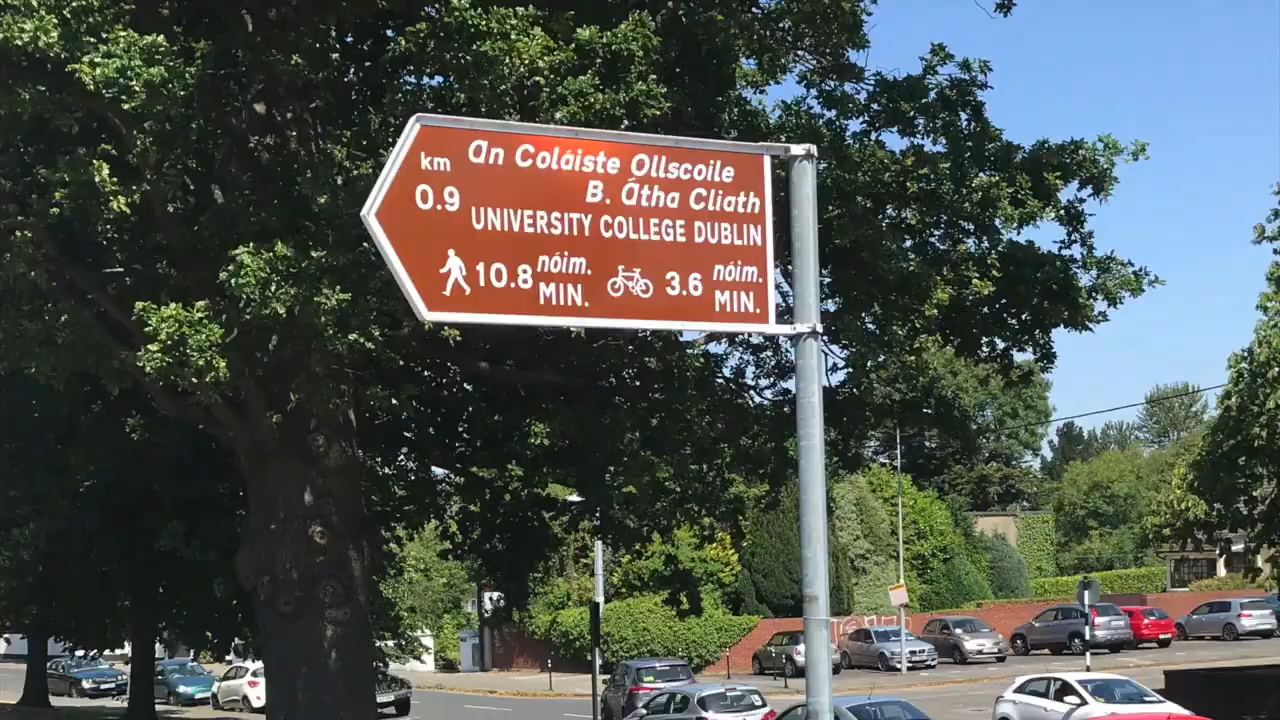 km
0.9
An Coláiste Ollscoile
B. Átha Cliath
UNIVERSITY COLLEGE DUBLIN
10.8 nóim. 3.6 nóim.
MIN. MIN.